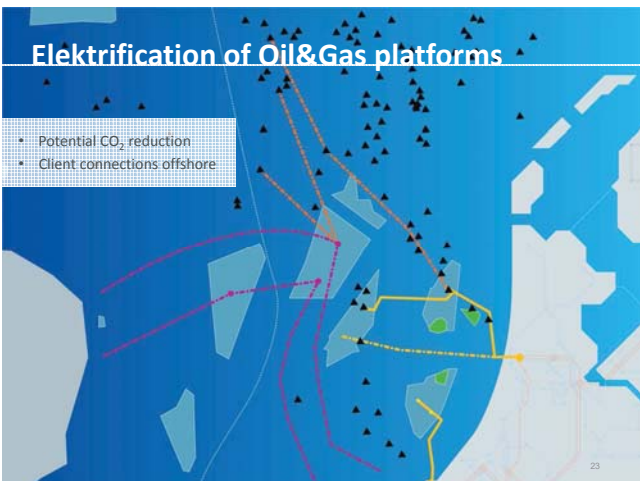 Elektrification of Oil&Gas platforms
• Potential CO₂ reduction
• Client connections offshore
23